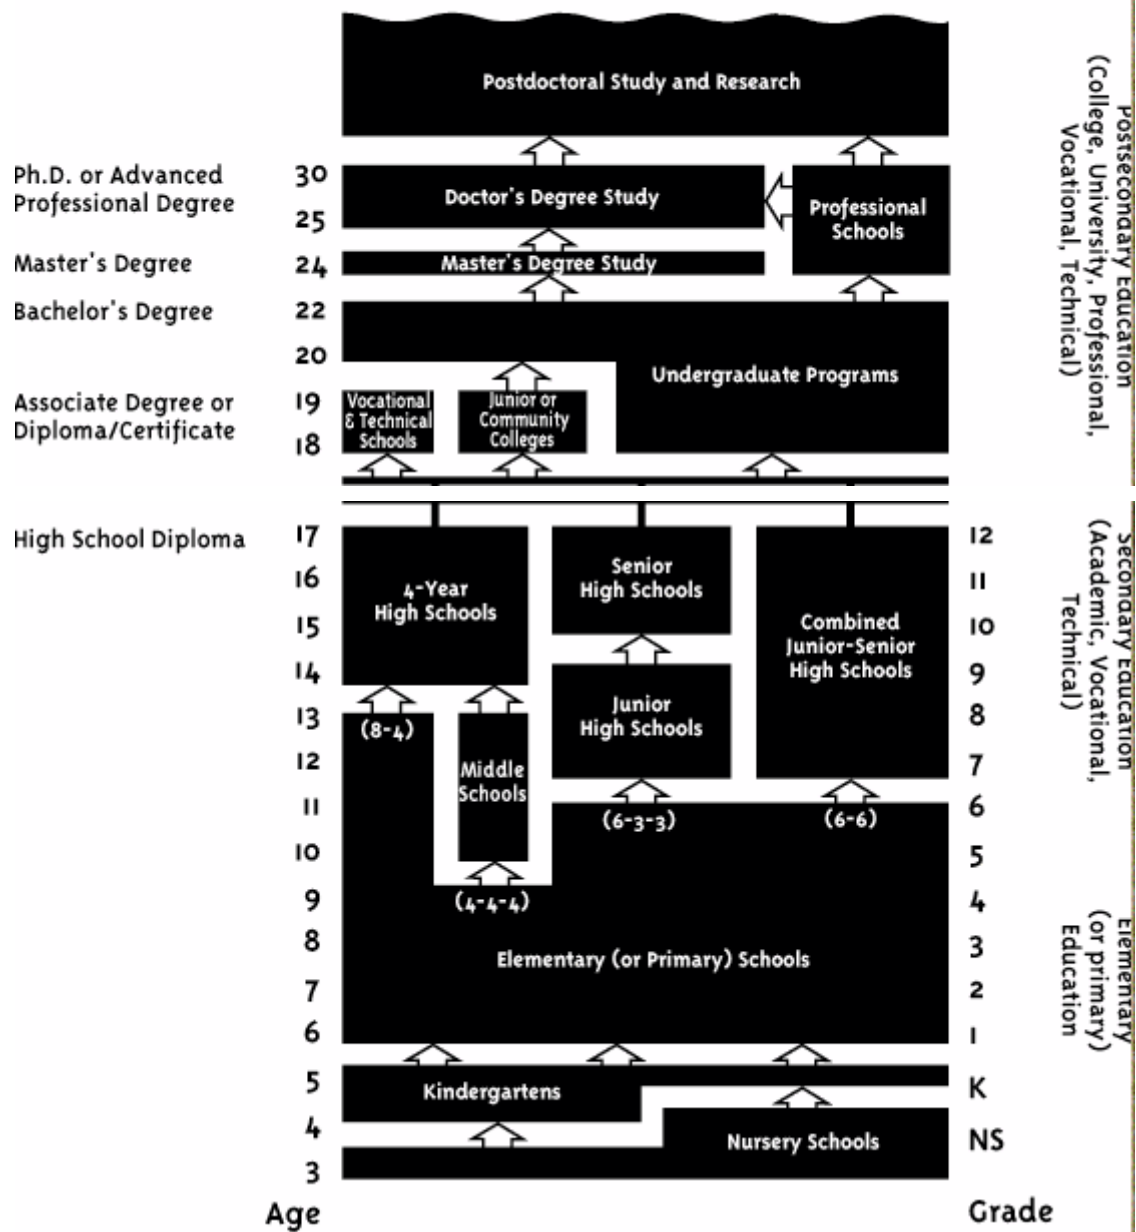 Postdoctoral Study and Research
Postsecondary Education
(College, University, Professional,
Vocational, Technical)
Ph.D. or Advanced
Professional Degree
30
25
Doctor's Degree Study
Professional
Schools
Master's Degree
24
Master's Degree Study
Bachelor's Degree
22
20
Undergraduate Programs
Associate Degree or
Diploma/Certificate
19
18
Vocational
& Technical
Schools
Junior or
Community
Colleges
High School Diploma
17
16
15
14
13
12
11
10
9
8
7
6
5
4
3
Age
4-Year
High Schools
Senior
High Schools
Combined
Junior-Senior
High Schools
Junior
High Schools
(8-4)
Middle
Schools
(6-3-3)
(6-6)
(4-4-4)
Elementary (or Primary) Schools
Kindergartens
Nursery Schools
12
11
10
9
8
7
6
5
4
3
2
1
K
NS
Grade
Secondary Education
(Academic, Vocational,
Technical)
Elementary
(or primary)
Education